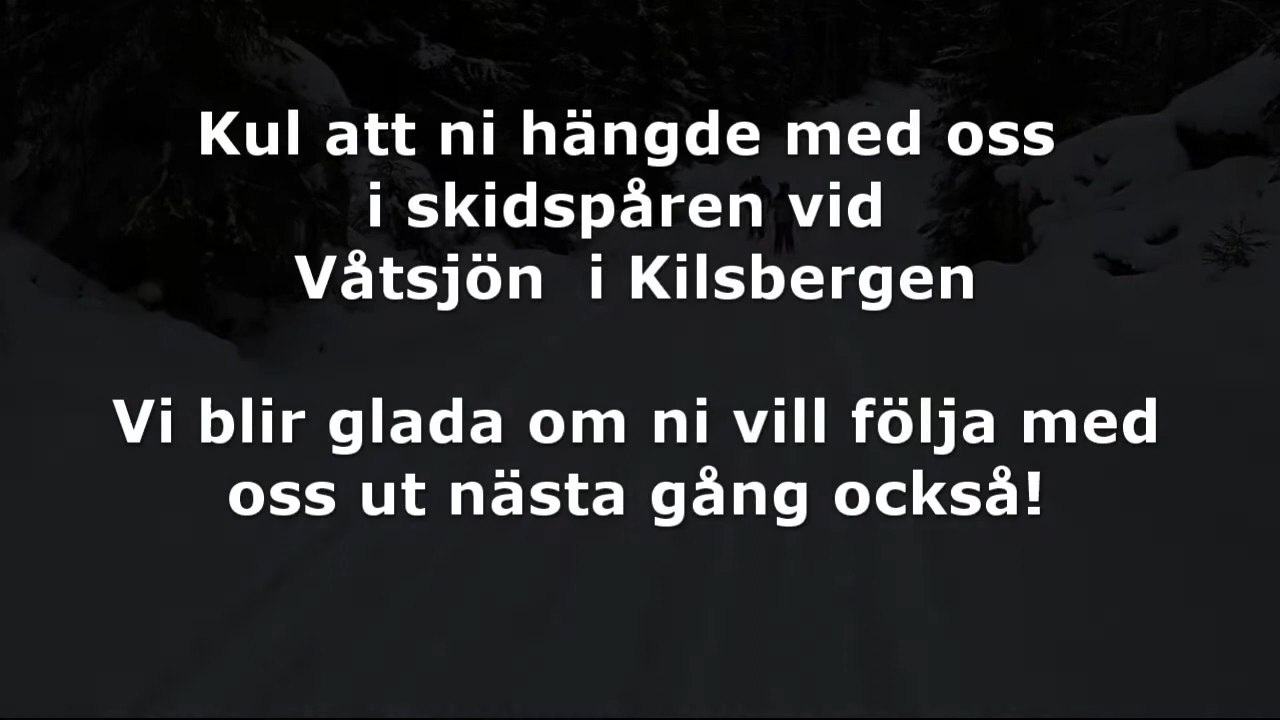 Kul att ni hängde med oss
i skidspåren vid
Våtsjön  i Kilsbergen
Vi blir glada om ni vill följa med
oss ut nästa gång också!